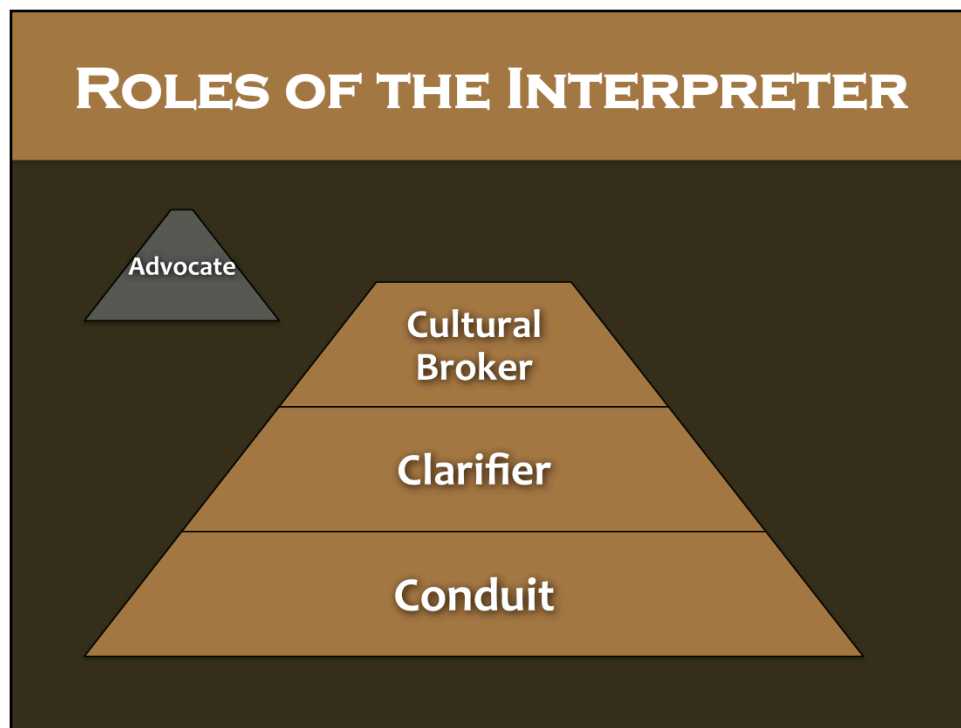 Roles of the Interpreter
Advocate
Cultural
Broker
Clarifier
Conduit